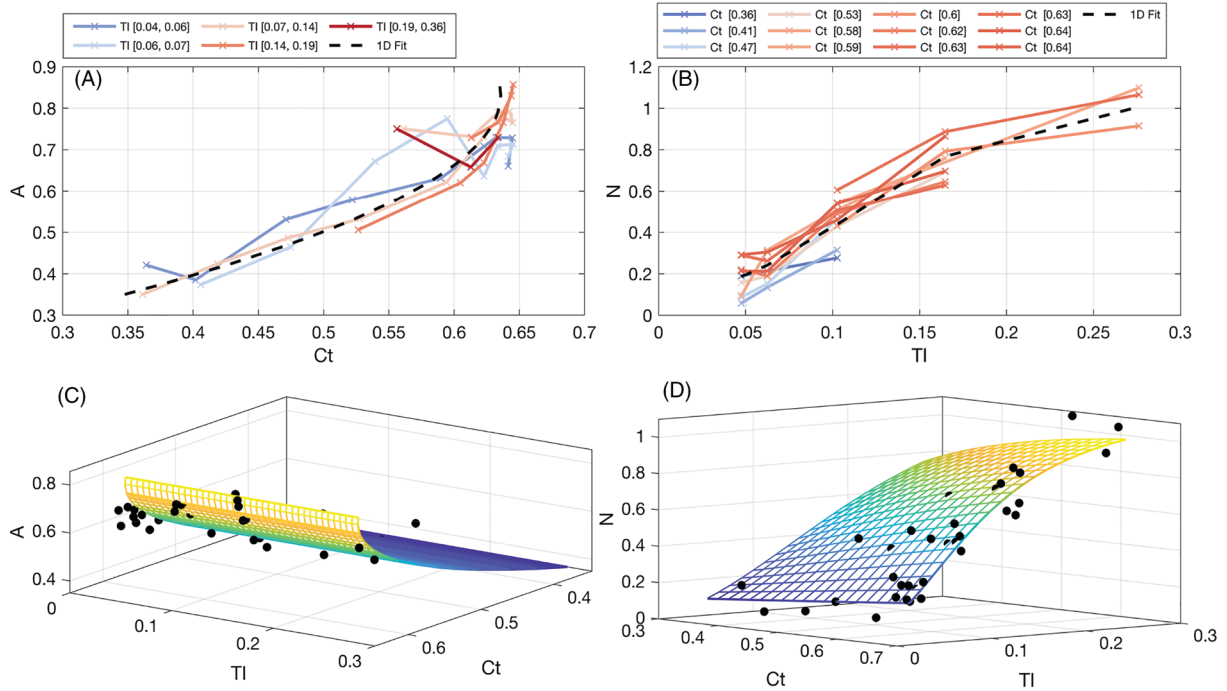 TI [0.04, 0.06] TI [0.07, 0.14] TI [0.19, 0.36]
TI [0.06, 0.07] TI [0.14, 0.19] 1D Fit
(A)
0.9
0.8
0.7
0.6
0.5
0.4
0.3
A
0.3 0.35 0.4 0.45 0.5 0.55 0.6 0.65 0.7
Ct
Ct [0.36] Ct [0.53] Ct [0.6] Ct [0.63] 1D Fit
Ct [0.41] Ct [0.58] Ct [0.62] Ct [0.64]
Ct [0.47] Ct [0.59] Ct [0.63] Ct [0.64]
(B)
1.2
1
0.8
0.6
0.4
0.2
0
N
0 0.05 0.1 0.15 0.2 0.25 0.3
TI
(C)
0.8
0.6
0.4
A
0 0.1 0.2 0.3
TI
0.6 0.5 0.4
Ct
(D)
1
0.8
0.6
0.4
0.2
0
N
0.3 0.4 0.5 0.6 0.7
Ct
0 0.1 0.2 0.3
TI